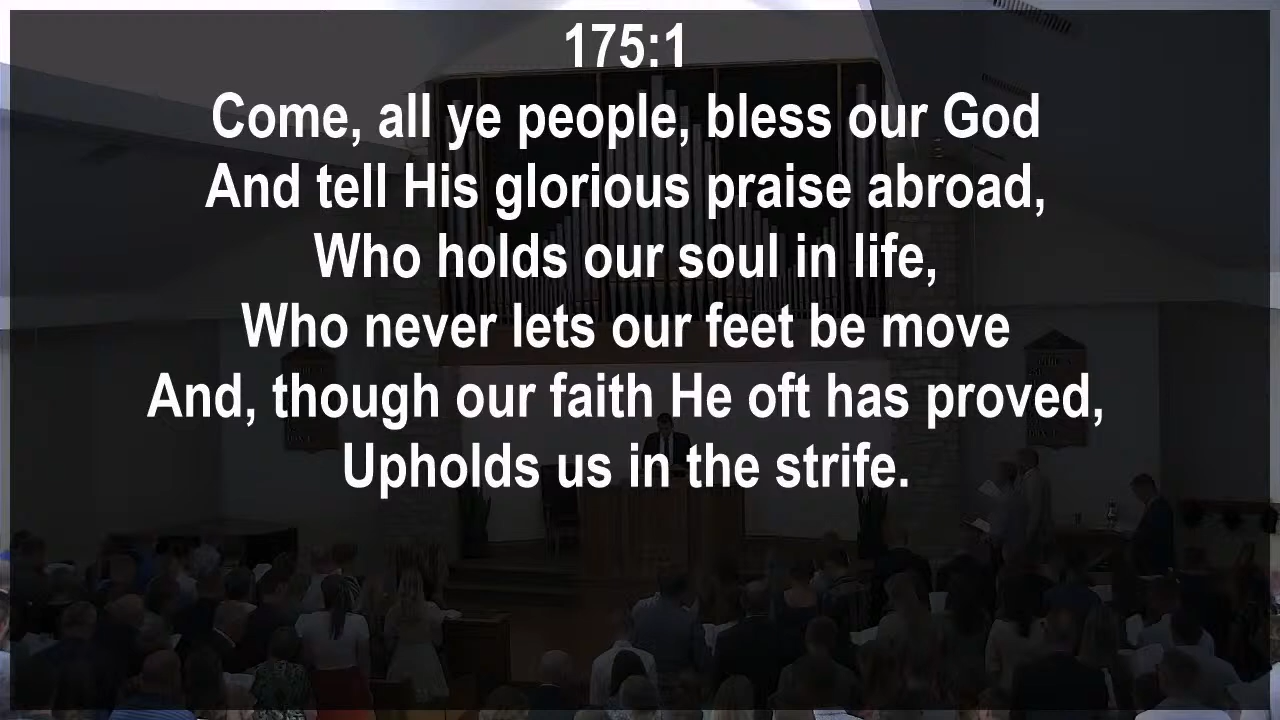 175:1
Come, all ye people, bless our God
And tell His glorious praise abroad,
Who holds our soul in life,
Who never lets our feet be move
And, though our faith He oft has proved,
Upholds us in the strife.